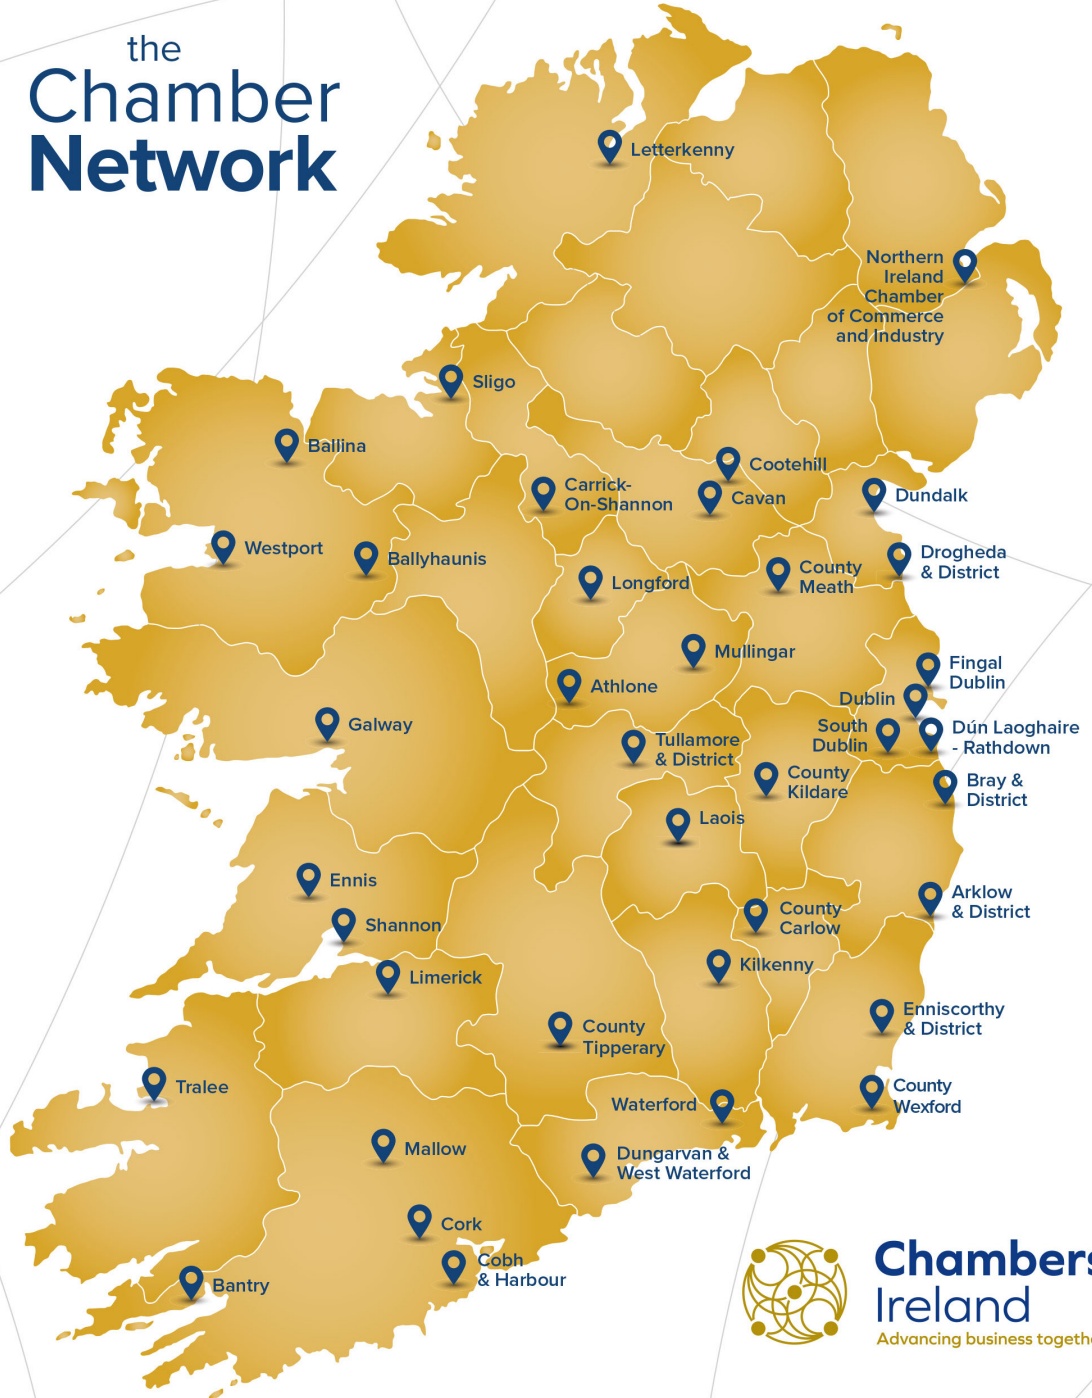 the
Chamber
Network
Letterkenny
Northern
Ireland
Chamber
of Commerce
and Industry
Sligo
Ballina
Cootehill
Carrick-
On-Shannon
Cavan
Dundalk
Westport
Ballyhaunis
Drogheda
& District
County
Meath
Longford
Mullingar
Fingal
Dublin
Athlone
Dublin
Galway
South
Dublin
Dún Laoghaire
- Rathdown
Tullamore
& District
County
Kildare
Bray &
District
Laois
Ennis
Arklow
& District
Shannon
County
Carlow
Kilkenny
Limerick
Enniscorthy
& District
County
Tipperary
Tralee
County
Wexford
Waterford
Mallow
Dungarvan &
West Waterford
Cork
Cobh
& Harbour
Bantry
Chambers
Ireland
Advancing business togethe